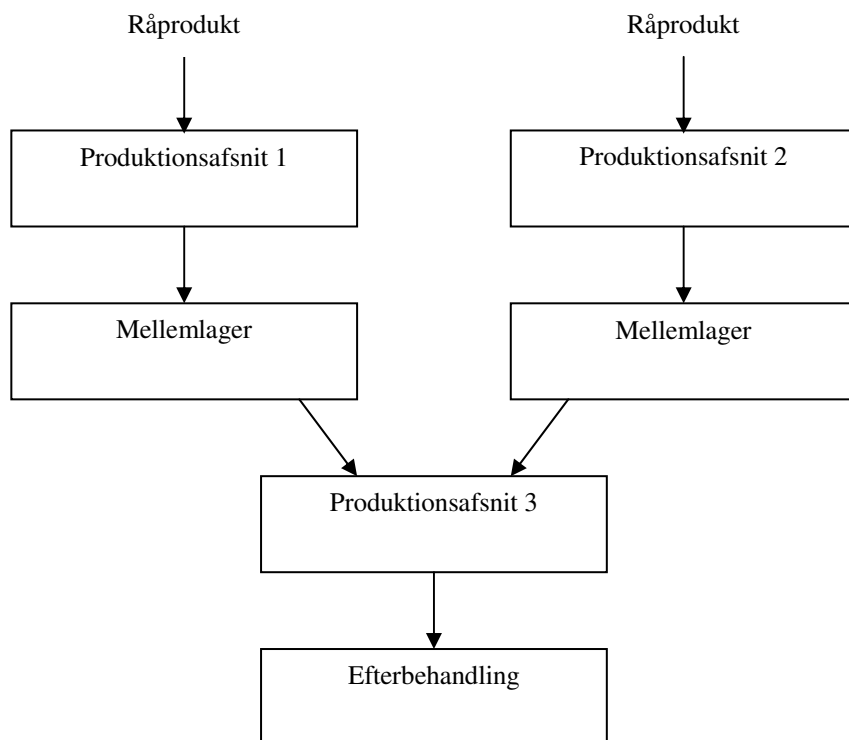 Råprodukt
Råprodukt
Produktionsafsnit 1
Produktionsafsnit 2
Mellemlager
Mellemlager
Produktionsafsnit 3
Efterbehandling